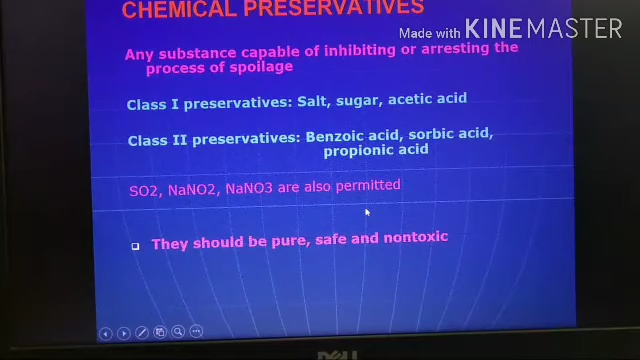 CHEMICAL PRESERVATIVES
Made with KINEMASTER
Any substance capable of inhibiting or arresting the
process of spoilage
Class I preservatives: Salt, sugar, acetic acid
Class II preservatives: Benzoic acid, sorbic acid,
propionic acid
SO2, NaNO2, NaNO3 are also permitted
They should be pure, safe and nontoxic
DELL